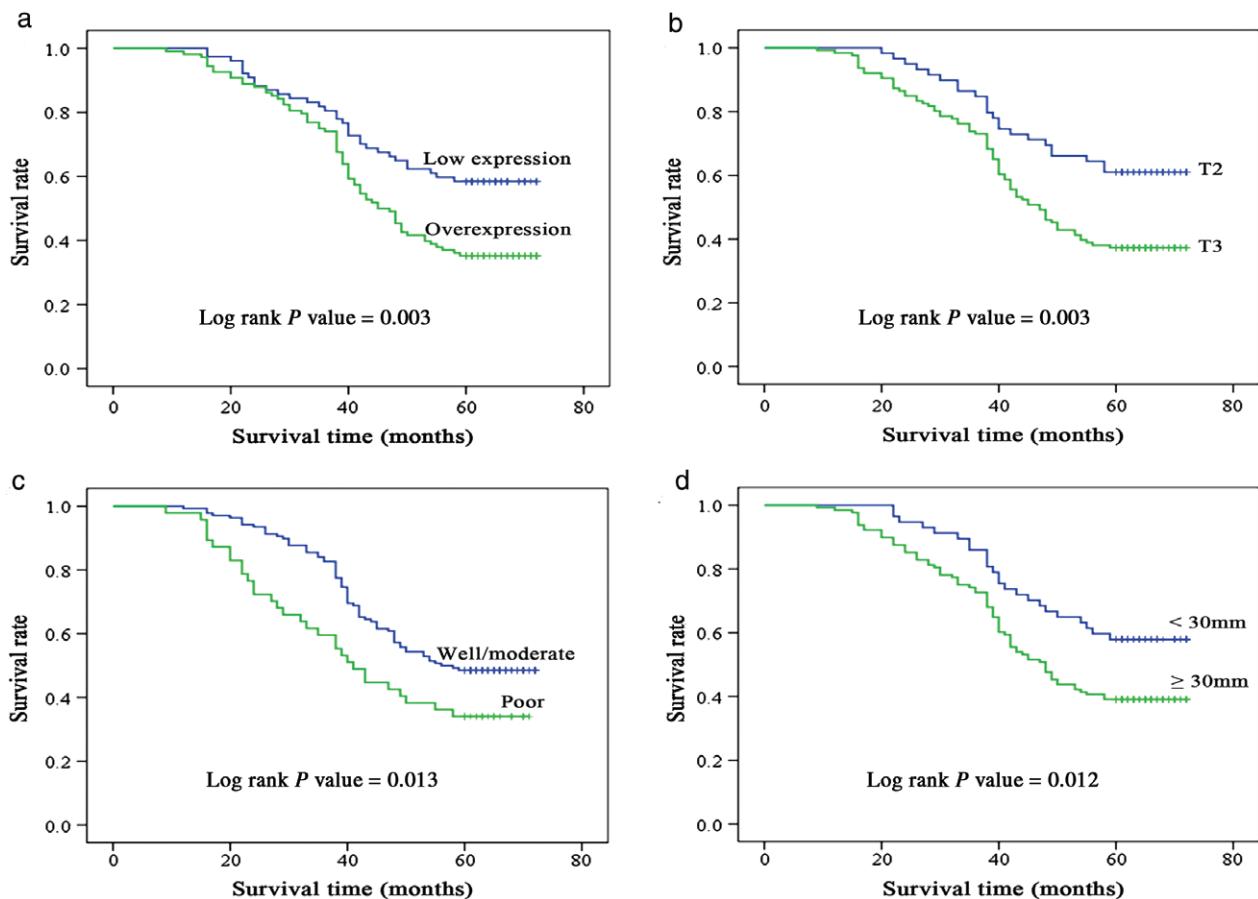 a
1.0
0.8
0.6
0.4
0.2
0.0
Survival rate
Low expression
Overexpression
Log rank P value = 0.003
0 20 40 60 80
Survival time (months)
b
1.0
0.8
0.6
0.4
0.2
0.0
Survival rate
T2
T3
Log rank P value = 0.003
0 20 40 60 80
Survival time (months)
c
1.0
0.8
0.6
0.4
0.2
0.0
Survival rate
Well/moderate
Poor
Log rank P value = 0.013
0 20 40 60 80
Survival time (months)
d
1.0
0.8
0.6
0.4
0.2
0.0
Survival rate
< 30mm
≥ 30mm
Log rank P value = 0.012
0 20 40 60 80
Survival time (months)